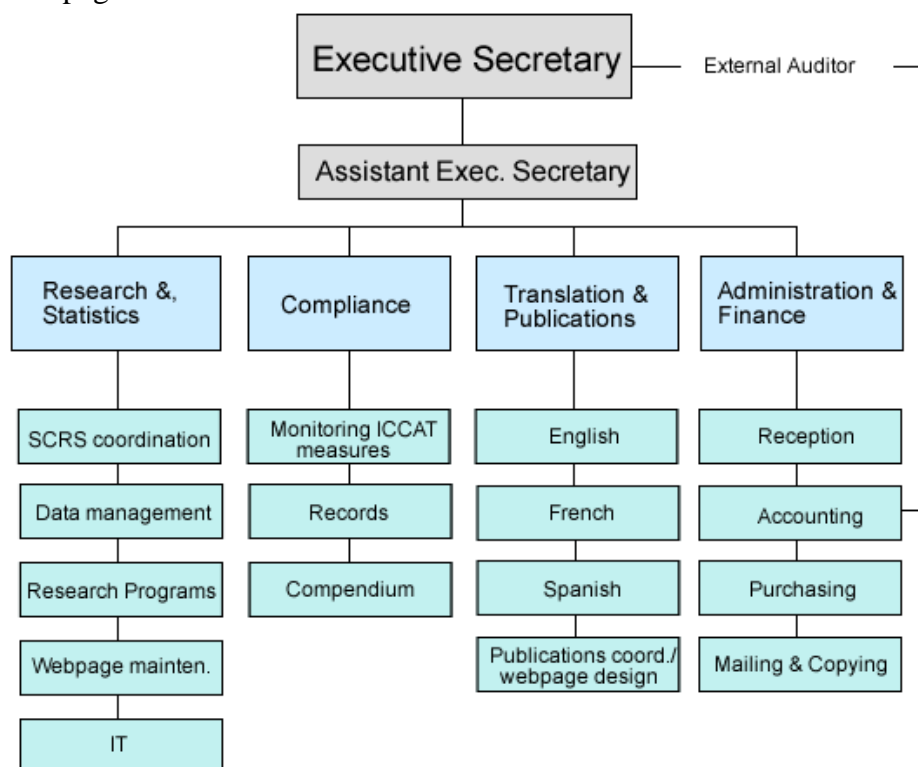 Executive Secretary
External Auditor
Assistant Exec. Secretary
Research &,
Statistics
Compliance
Translation &
Publications
Administration &
Finance
SCRS coordination
Monitoring ICCAT
measures
English
Reception
Data management
Records
French
Accounting
Research Programs
Compendium
Spanish
Purchasing
Webpage mainten.
Publications coord./
webpage design
Mailing & Copying
IT